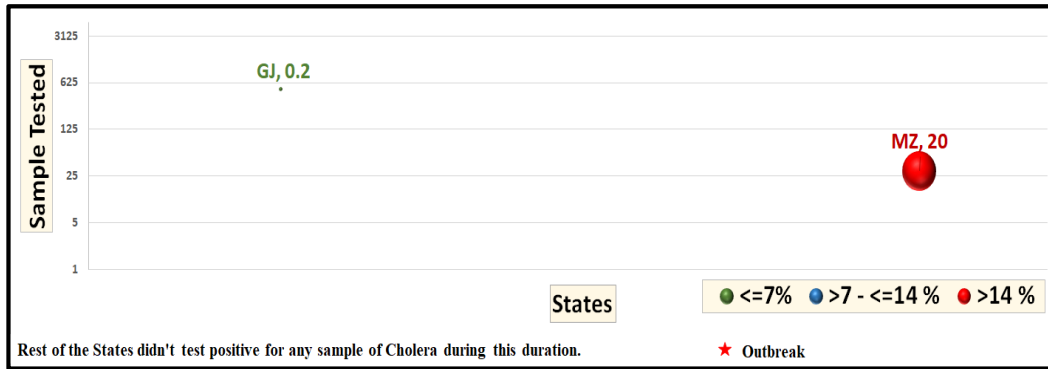 3125
GJ, 0.2
625
Sample Tested
125
MZ, 20
25
5
1
States
<=7% >7 - <=14 % >14 %
Rest of the States didn't test positive for any sample of Cholera during this duration.
Outbreak